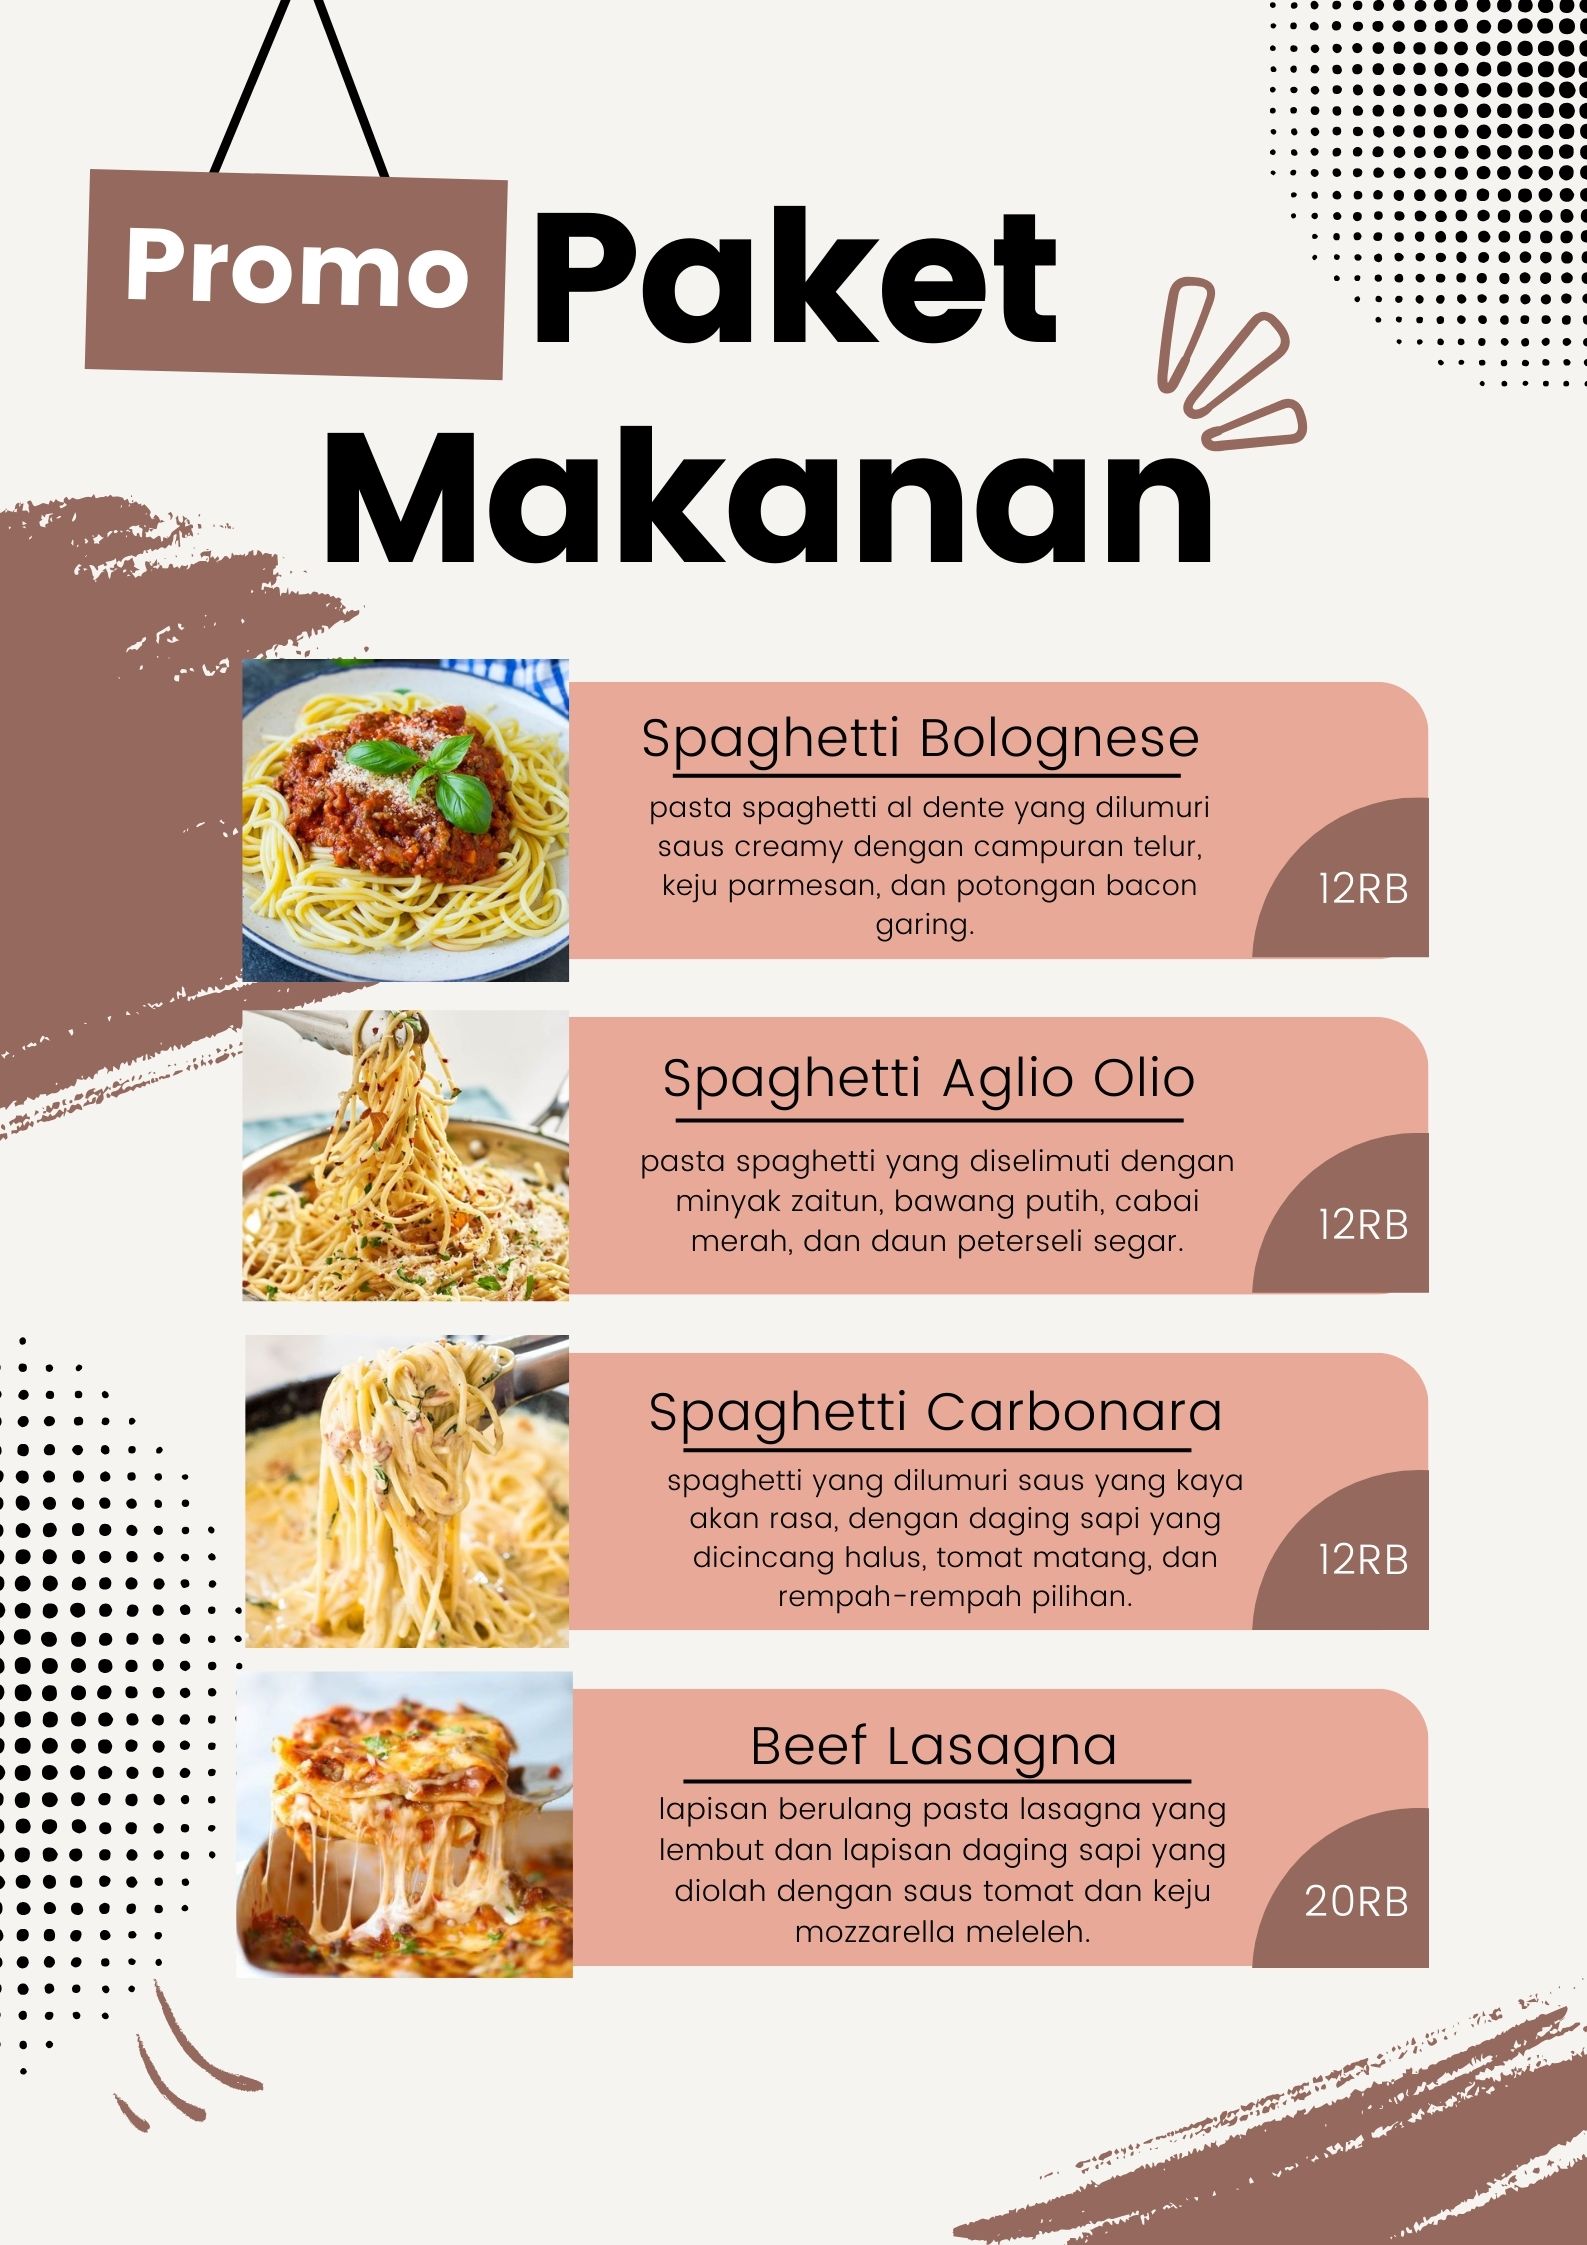 Promo
Paket
Makanan
Spaghetti Bolognese
pasta spaghetti al dente yang dilumuri
saus creamy dengan campuran telur,
keju parmesan, dan potongan bacon
garing.
12RB
Spaghetti Aglio Olio
pasta spaghetti yang diselimuti dengan
minyak zaitun, bawang putih, cabai
merah, dan daun peterseli segar.
12RB
Spaghetti Carbonara
spaghetti yang dilumuri saus yang kaya
akan rasa, dengan daging sapi yang
dicincang halus, tomat matang, dan
rempah-rempah pilihan.
12RB
Beef Lasagna
lapisan berulang pasta lasagna yang
lembut dan lapisan daging sapi yang
diolah dengan saus tomat dan keju
mozzarella meleleh.
20RB